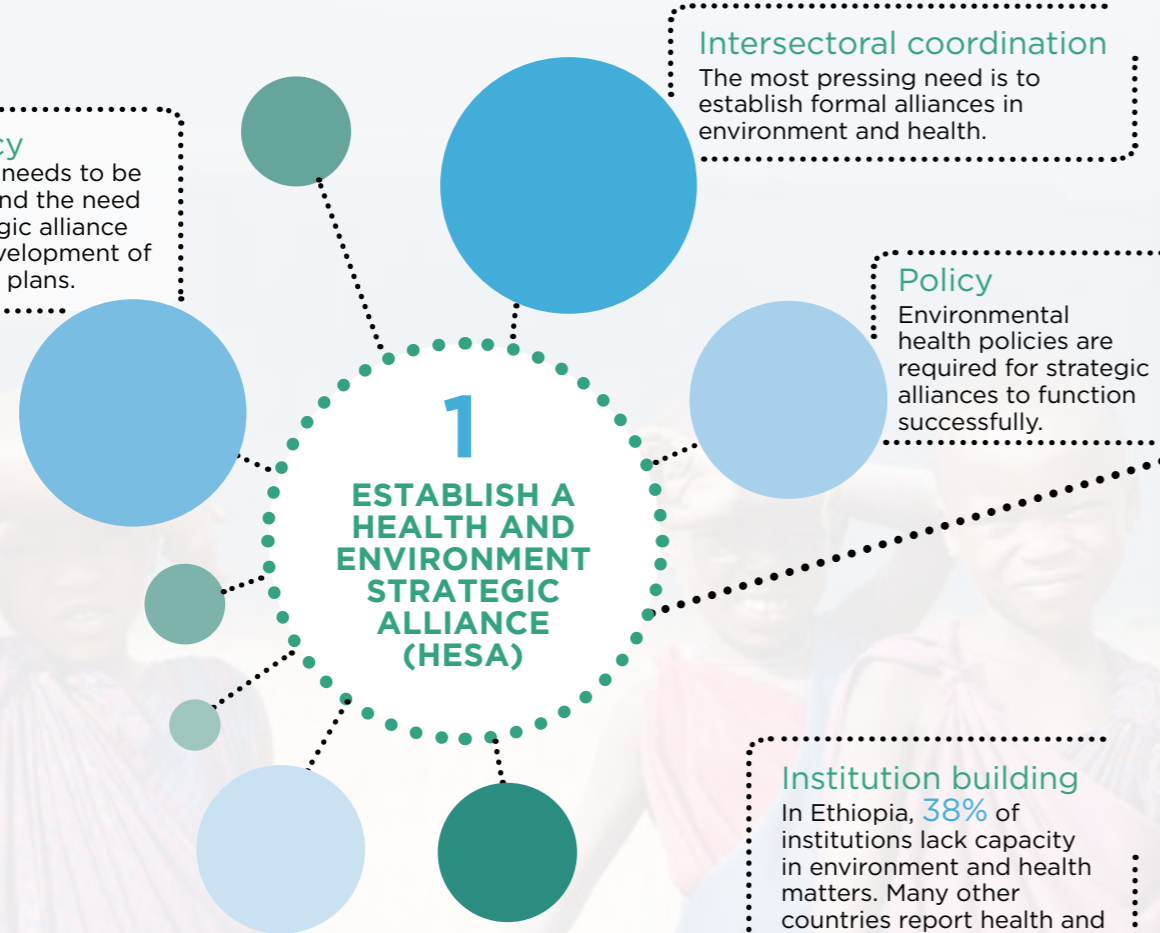 Intersectoral coordination
The most pressing need is to
establish formal alliances in
environment and health.
needs to be
the need
alliance
of
plans.
Policy
Environmental
health policies are
required for strategic
alliances to function
successfully.
1
ESTABLISH A
HEALTH AND
ENVIRONMENT
STRATEGIC
ALLIANCE
(HESA)
Institution building
In Ethiopia, 38% of
institutions lack capacity
in environment and health
matters. Many other
countries report health and